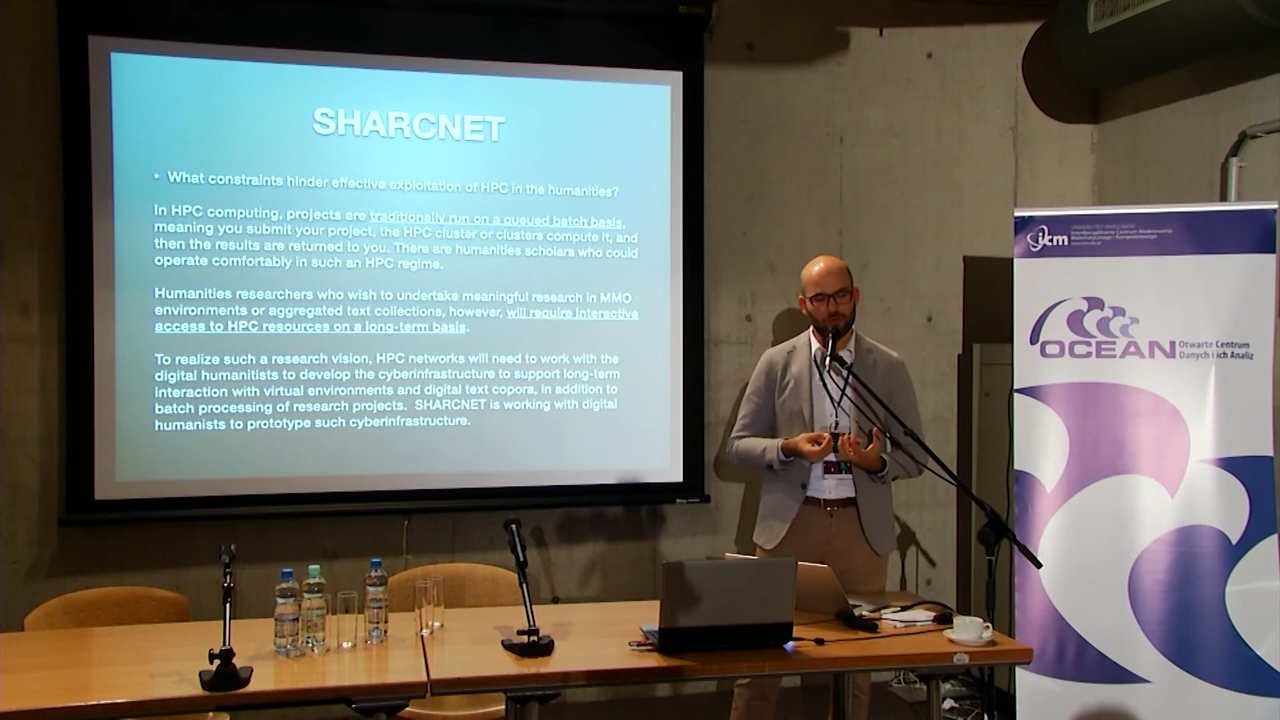 SHARCNET
• What constraints hinder effective exploitation of HPC in the humanities?
In HPC computing, projects are traditionally run on a queued batch basis,
meaning you submit your project, the HPC cluster or clusters compute it, and
then the results are returned to you. There are humanities scholars who could
operate comfortably in such an HPC regime.
Humanities researchers who wish to undertake meaningful research in MMO
environments or aggregated text collections, however, will require interactive
access to HPC resources on a long-term basis.
To realize such a research vision, HPC networks will need to work with the
digital humanitists to develop the cyberinfrastructure to support long-term
interaction with virtual environments and digital text copora, in addition to
batch processing of research projects. SHARCNET is working with digital
humanists to prototype such cyberinfrastructure.
icm
OCEAN
Otwarte Centrum
Danych i ich Analiz